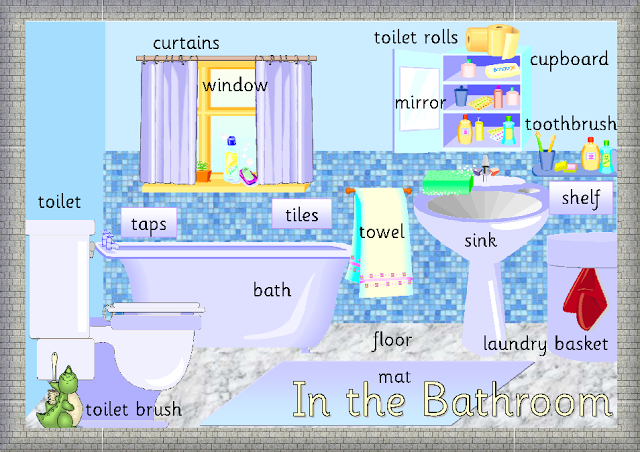 curtains
toilet rolls
cupboard
window
mirror
toothbrush
toilet
taps
tiles
shelf
towel
sink
bath
floor
laundry basket
mat
toilet brush
In the Bathroom